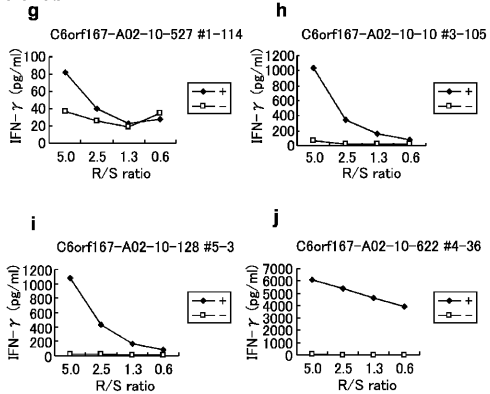 g
C6orf167-A02-10-527 #1-114
IFN-γ (pg/ml)
100
80
60
40
20
0
5.0 2.5 1.3 0.6
R/S ratio
+
−
h
C6orf167-A02-10-10 #3-105
IFN-γ (pg/ml)
1200
1000
800
600
400
200
0
5.0 2.5 1.3 0.6
R/S ratio
+
−
i
C6orf167-A02-10-128 #5-3
IFN-γ (pg/ml)
1200
1000
800
600
400
200
0
5.0 2.5 1.3 0.6
R/S ratio
+
−
j
C6orf167-A02-10-622 #4-36
IFN-γ (pg/ml)
7000
6000
5000
4000
3000
2000
1000
0
5.0 2.5 1.3 0.6
R/S ratio
+
−